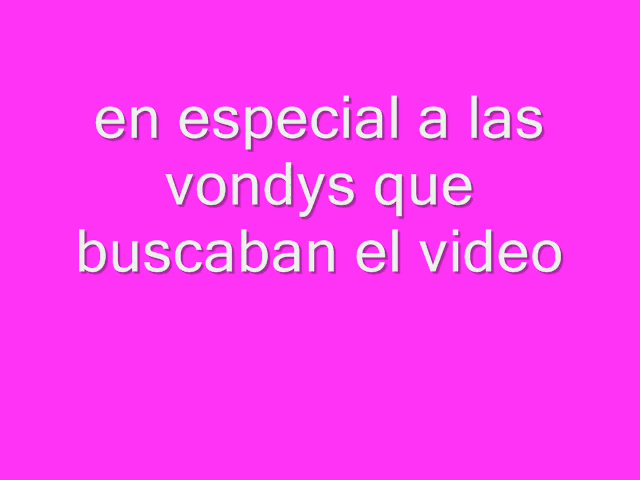 en especial a las
vondys que
buscaban el video